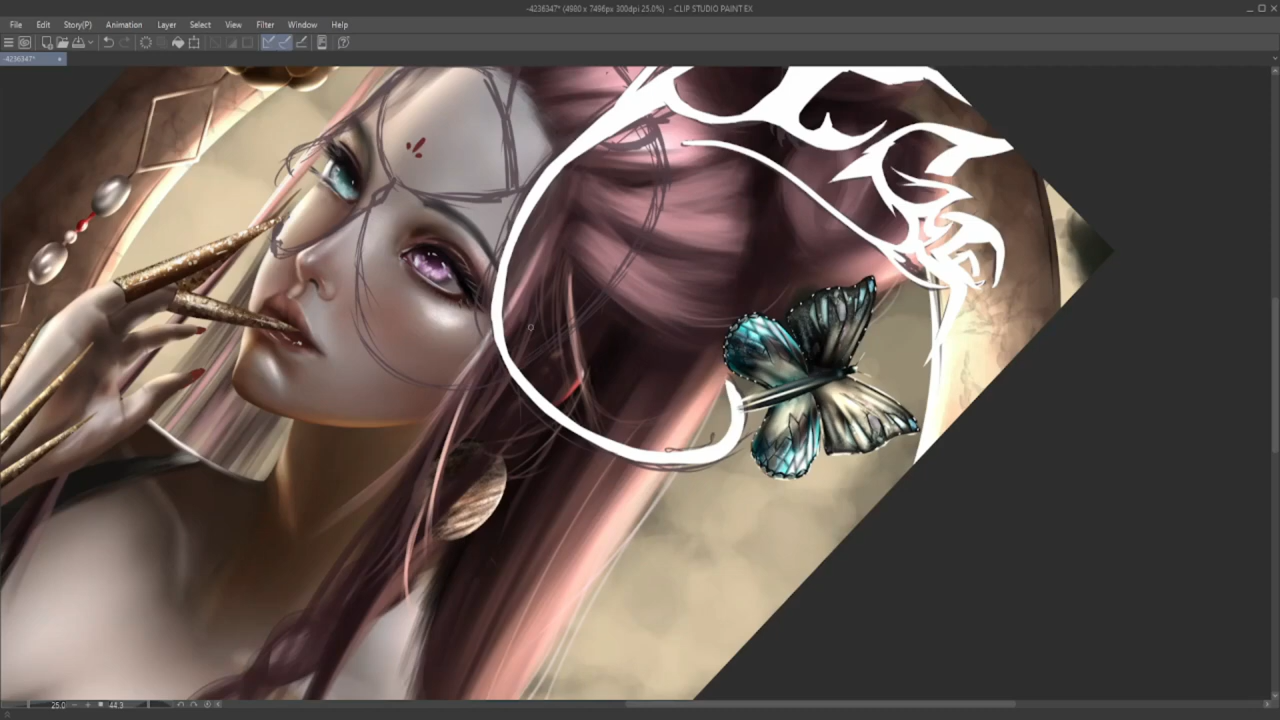 -4236347* (4980 x 7496px 300dpi 25.0%) - CLIP STUDIO PAINT EX
File Edit Story(P) Animation Layer Select View Filter Window Help
-4236347*
25.0 44.3